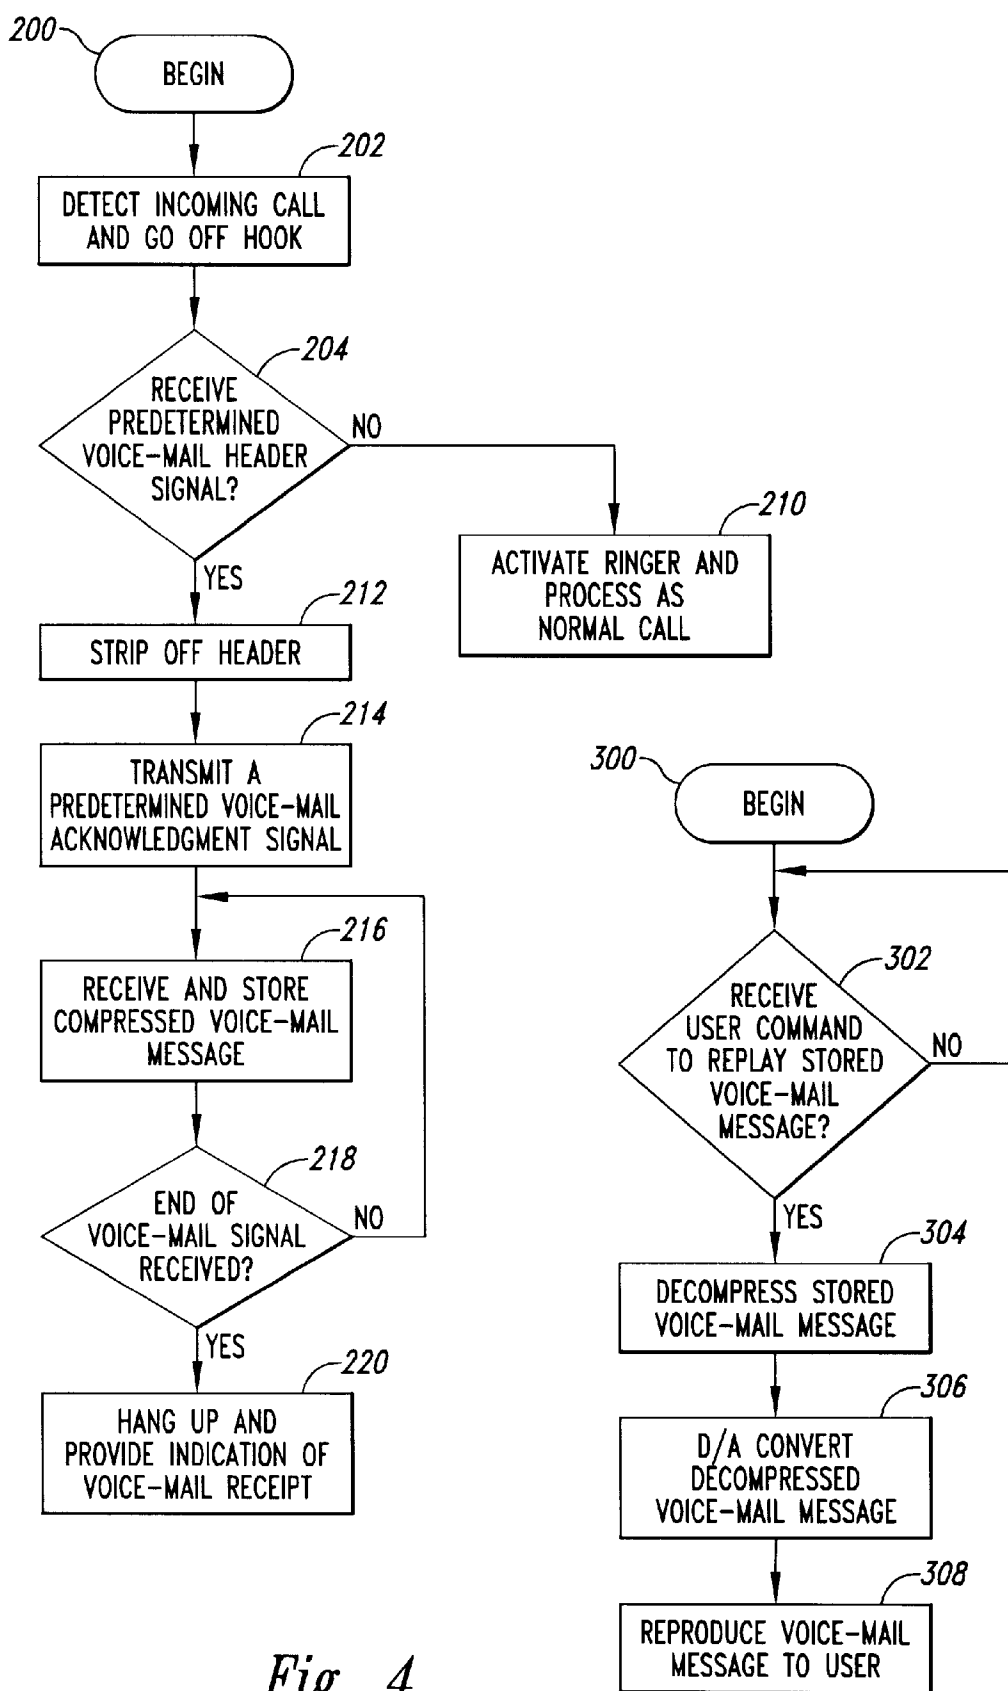 200
BEGIN
202
DETECT INCOMING CALL
AND GO OFF HOOK
204
RECEIVE
PREDETERMINED
VOICE-MAIL HEADER
SIGNAL?
NO
YES
210
ACTIVATE RINGER AND
PROCESS AS
NORMAL CALL
212
STRIP OFF HEADER
214
TRANSMIT A
PREDETERMINED VOICE-MAIL
ACKNOWLEDGMENT SIGNAL
216
RECEIVE AND STORE
COMPRESSED VOICE-MAIL
MESSAGE
218
END OF
VOICE-MAIL SIGNAL
RECEIVED?
NO
YES
220
HANG UP AND
PROVIDE INDICATION OF
VOICE-MAIL RECEIPT
300
BEGIN
302
RECEIVE
USER COMMAND
TO REPLAY STORED
VOICE-MAIL
MESSAGE?
NO
YES
304
DECOMPRESS STORED
VOICE-MAIL MESSAGE
306
D/A CONVERT
DECOMPRESSED
VOICE-MAIL MESSAGE
308
REPRODUCE VOICE-MAIL
MESSAGE TO USER
Fig. 4